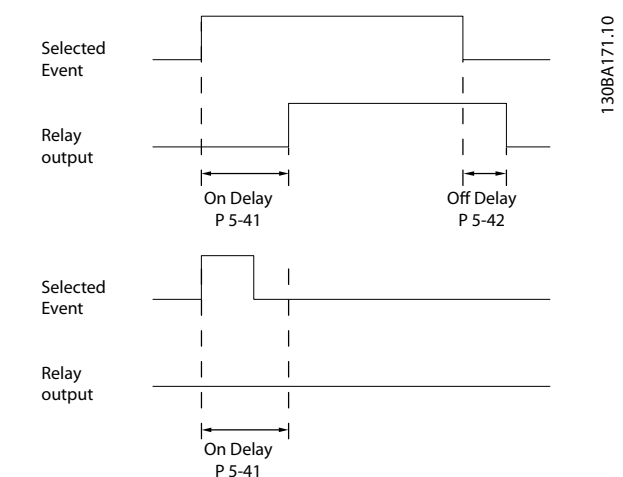 Selected
Event
130BA171.10
Relay
output
On Delay
P 5-41
Off Delay
P 5-42
Selected
Event
Relay
output
On Delay
P 5-41